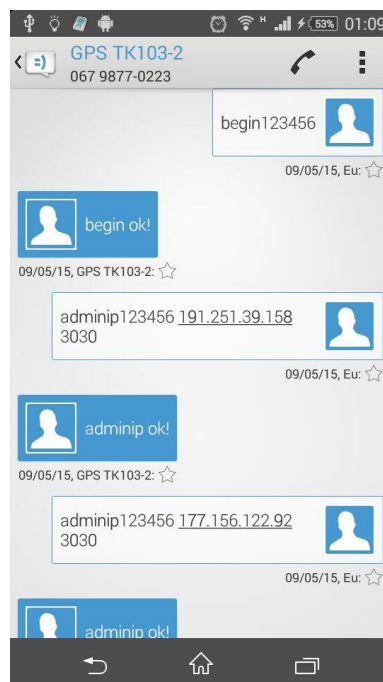 H 53% 01:09
=) GPS TK103-2
067 9877-0223
begin123456
09/05/15, Eu:
begin ok!
09/05/15, GPS TK103-2:
adminip123456 191.251.39.158
3030
09/05/15, Eu:
adminip ok!
09/05/15, GPS TK103-2:
adminip123456 177.156.122.92
3030
09/05/15, Eu:
adminip ok!